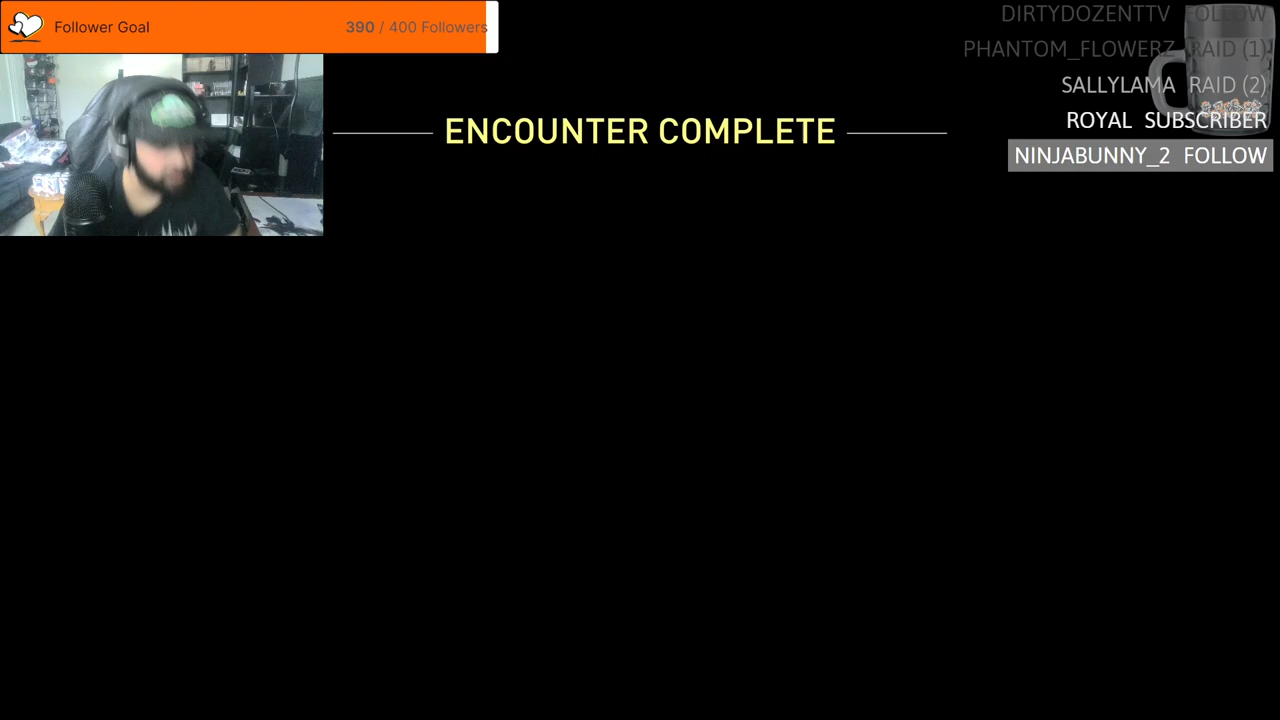 Follower Goal
390 / 400 Followers
DIRTYDOZENTTV FOLLOW
PHANTOM_FLOWERZ RAID (1)
SALLYLAMA RAID (2)
ROYAL SUBSCRIBER
NINJABUNNY_2 FOLLOW
ENCOUNTER COMPLETE